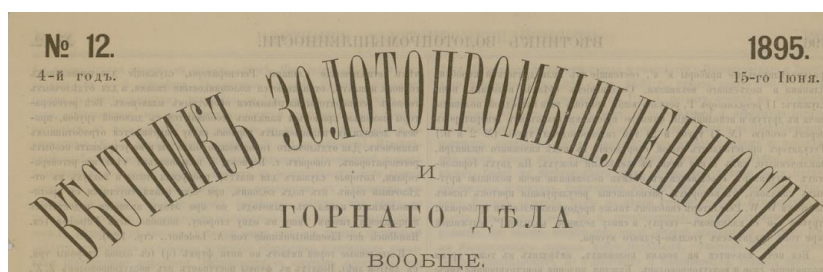 № 12.
1895.
4-й годъ.
15-го Іюня.
ВѢСТНИКЪ ЗОЛОТОПРОМЫШЛЕННОСТИ
И
ГОРНАГО ДѢЛА
ВООБЩЕ.